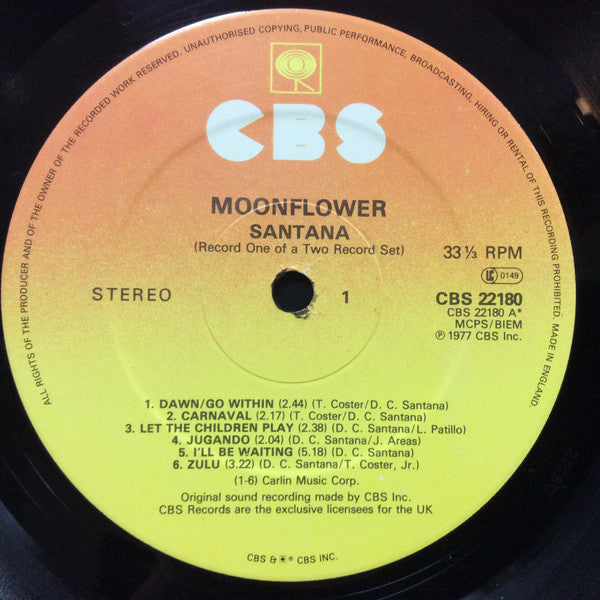 ALL RIGHTS OF THE PRODUCER AND OF THE OWNER OF THE RECORDED WORK RESERVED. UNAUTHORISED COPYING, PUBLIC PERFORMANCE, BROADCASTING, HIRING OR RENTAL OF THIS RECORDING PROHIBITED. MADE IN ENGLAND.
CBS
MOONFLOWER
SANTANA
(Record One of a Two Record Set)
33⅓ RPM
LC 0149
STEREO
1
CBS 22180
CBS 22180 A*
MCPS/BIEM
℗ 1977 CBS Inc.
1. DAWN/GO WITHIN (2.44) (T. Coster/D. C. Santana)
2. CARNAVAL (2.17) (T. Coster/D. C. Santana)
3. LET THE CHILDREN PLAY (2.38) (D. C. Santana/L. Patillo)
4. JUGANDO (2.04) (D. C. Santana/J. Areas)
5. I'LL BE WAITING (5.18) (D. C. Santana)
6. ZULU (3.22) (D. C. Santana/T. Coster, Jr.)
(1-6) Carlin Music Corp.
Original sound recording made by CBS Inc.
CBS Records are the exclusive licensees for the UK
CBS & ® CBS INC.